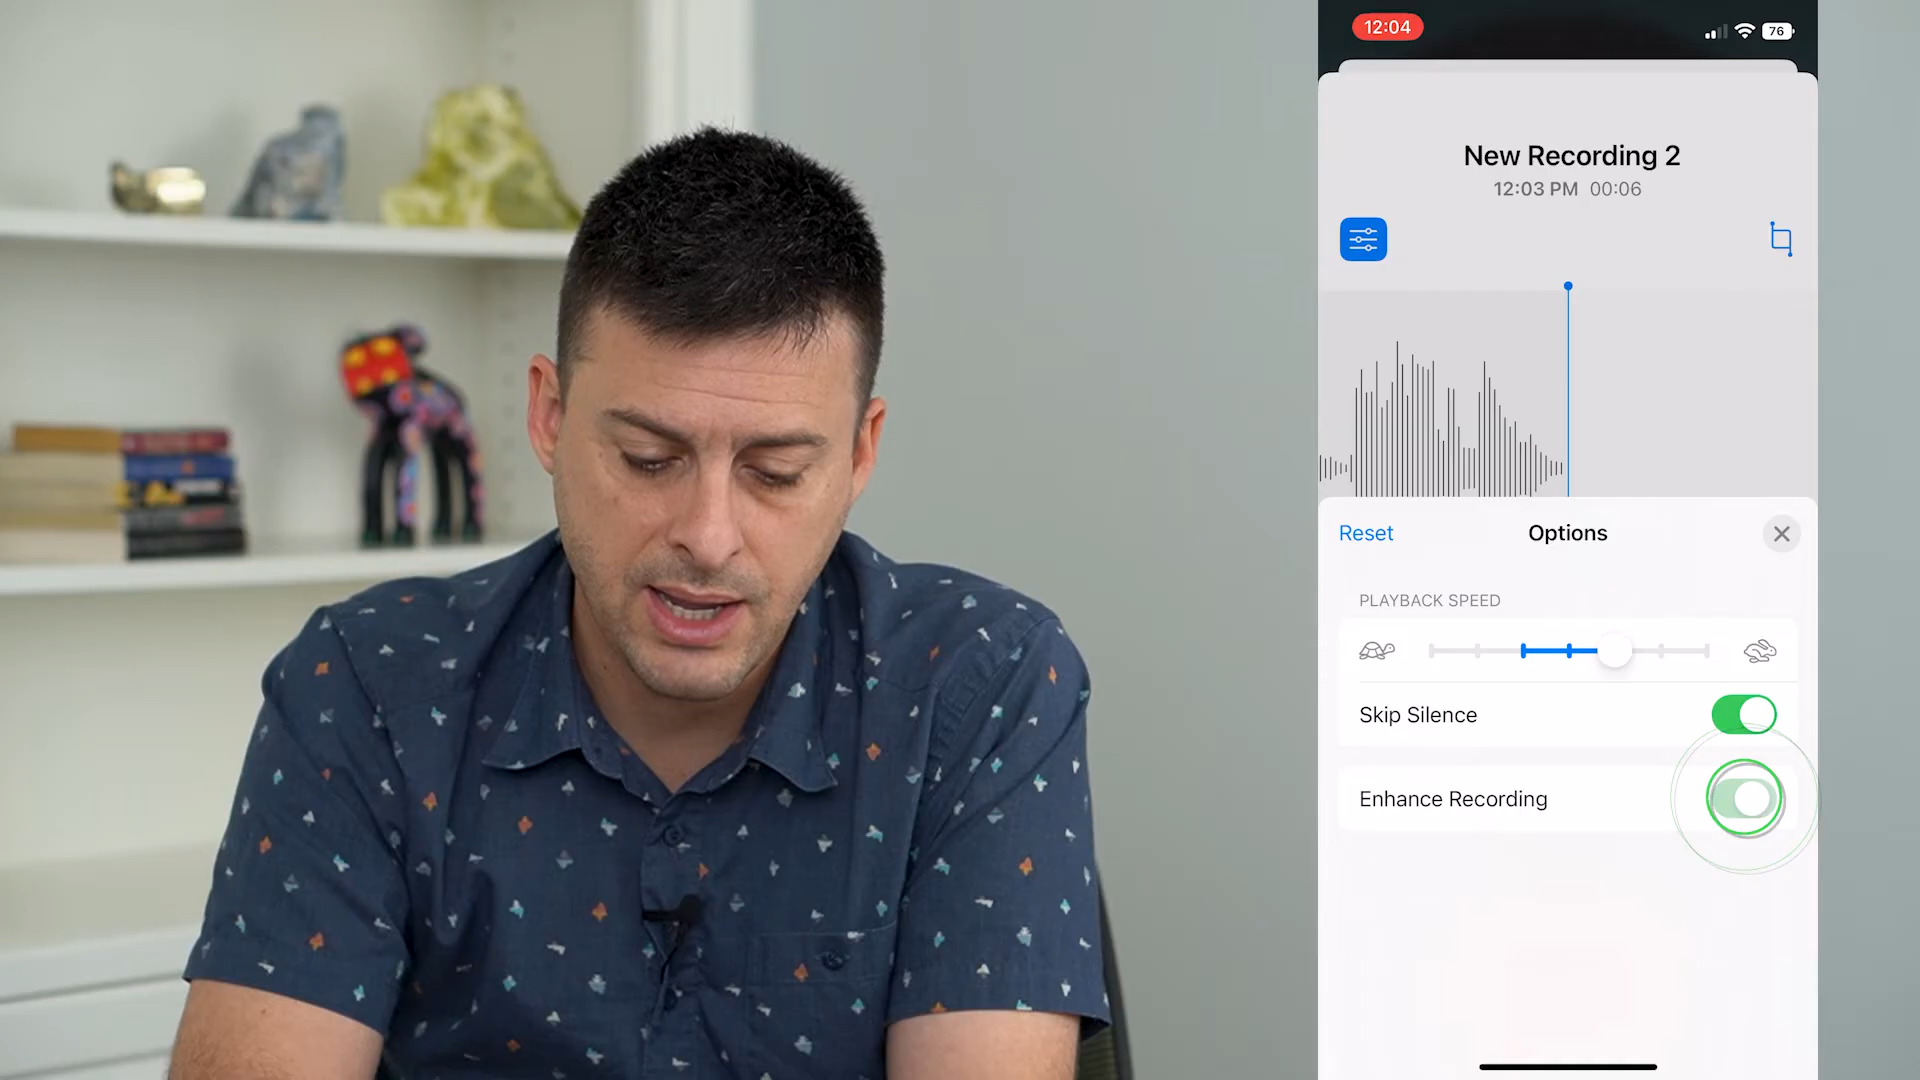 12:04
76
New Recording 2
12:03 PM 00:06
Reset
Options
PLAYBACK SPEED
Skip Silence
Enhance Recording